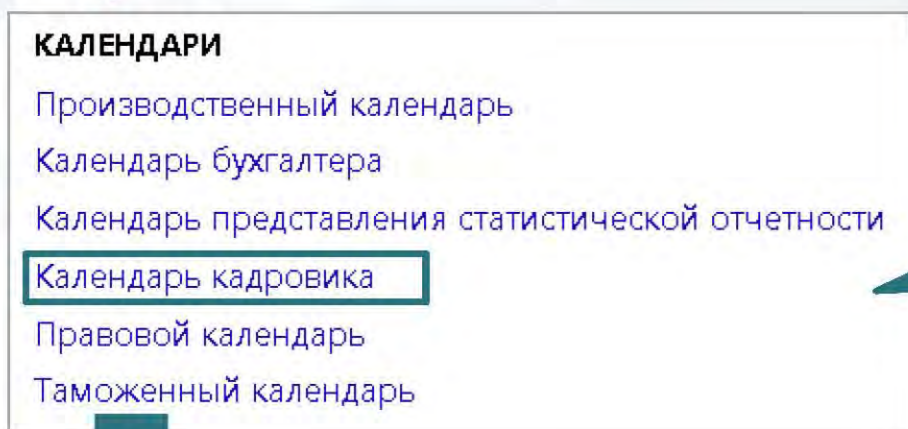 КАЛЕНДАРИ
Производственный календарь
Календарь бухгалтера
Календарь представления статистической отчетности
Календарь кадровика
Правовой календарь
Таможенный календарь